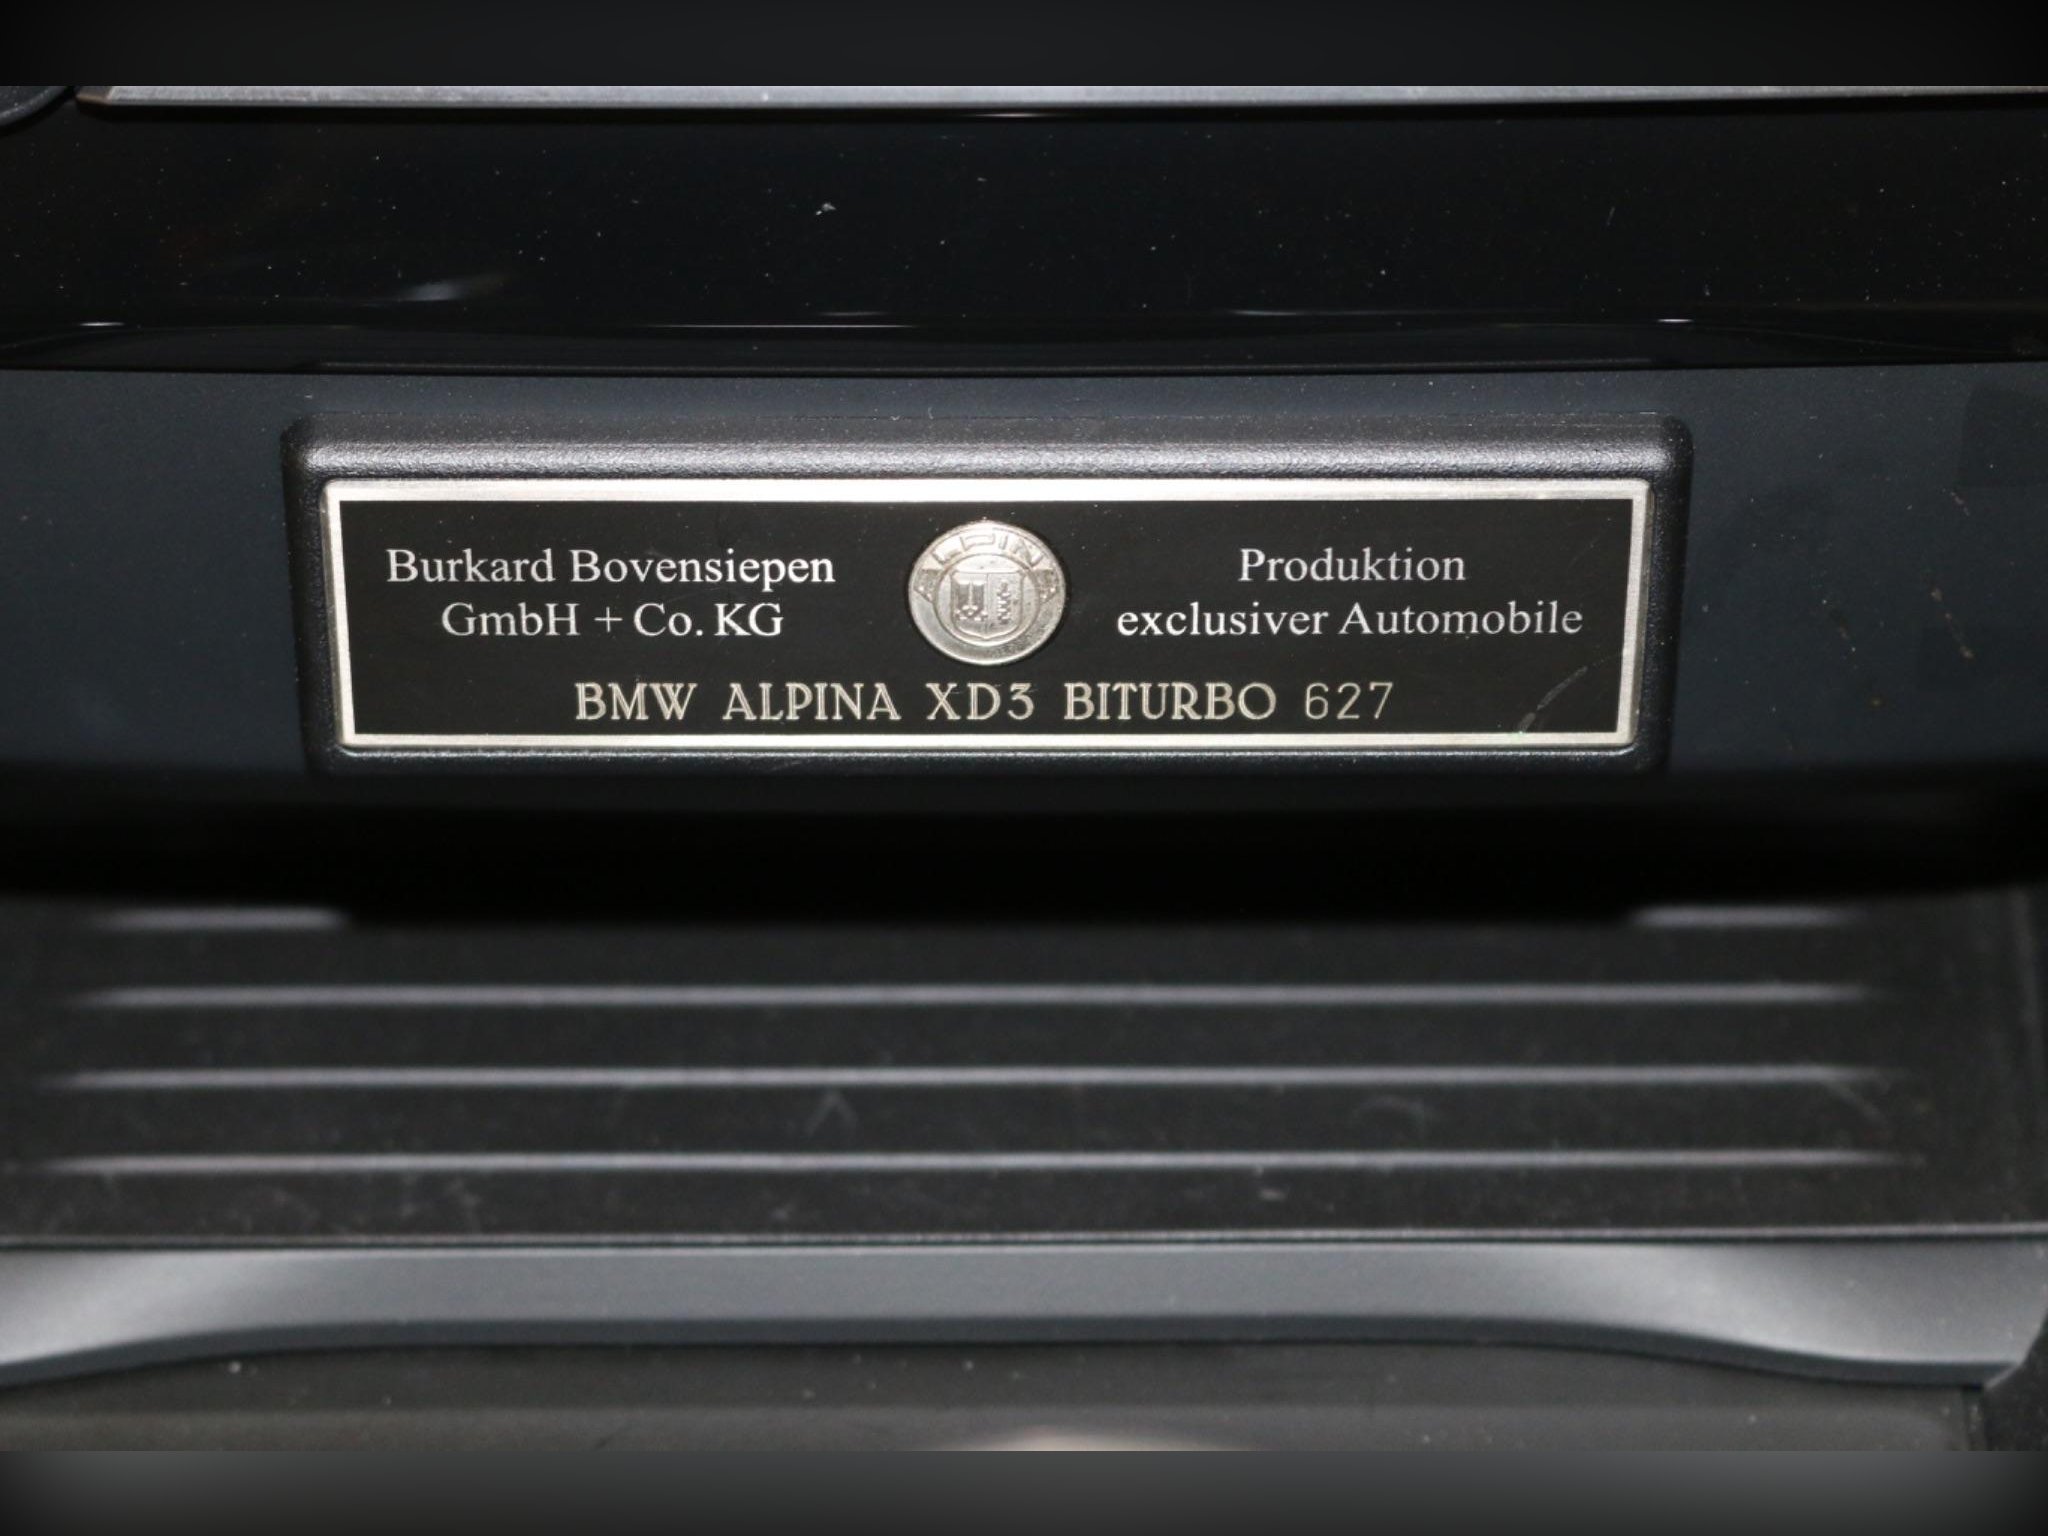 Burkard Bovensiepen
GmbH + Co. KG
ALPINA
Produktion
exclusiver Automobile
BMW ALPINA XD3 BITURBO 627